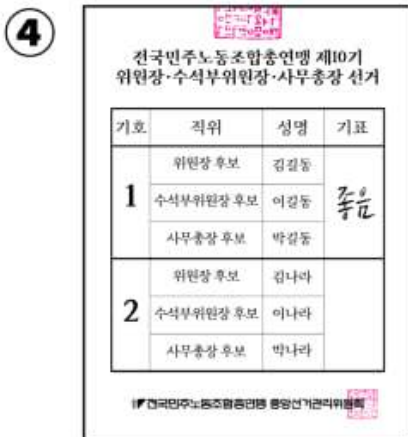 4
전국민주노동조합총연맹 제10기
위원장·수석부위원장·사무총장 선거
기호 직위 성명 기표
1
위원장 후보 김길동
수석부위원장 후보 이길동
좋음
사무총장 후보 박길동
2
위원장 후보 김나라
수석부위원장 후보 이나라
사무총장 후보 박나라
전국민주노동조합총연맹 중앙선거관리위원회